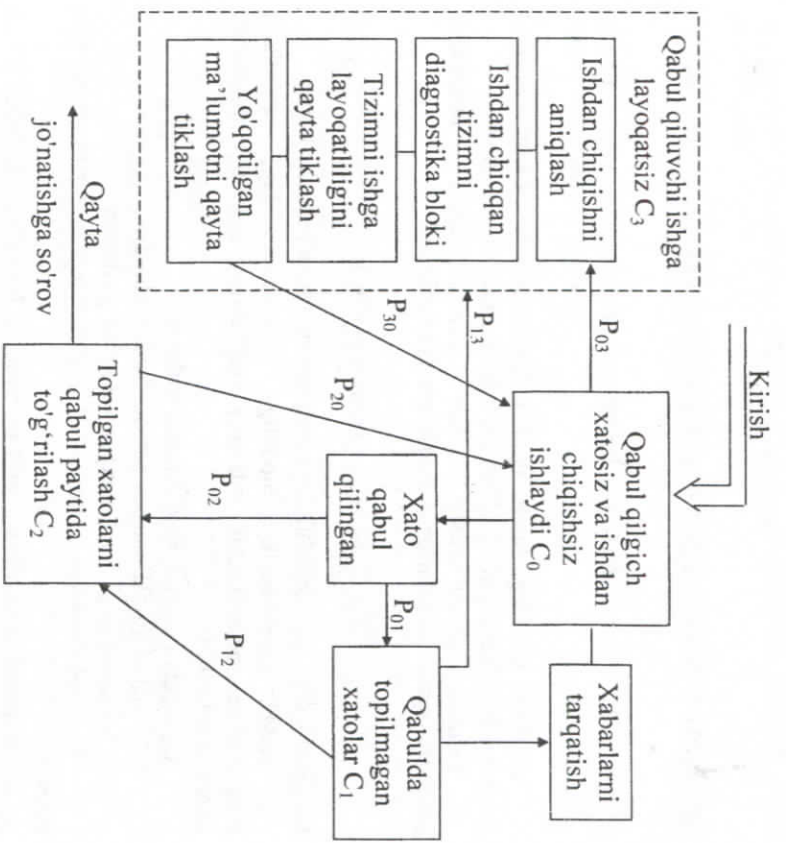 Kirish
Qabul qiluvchi ishga
layoqatsiz C₃
Ishdan chiqishni
aniqlash
Ishdan chiqqan
tizimni
diagnostika bloki
Tizimni ishga
layoqatliligini
qayta tiklash
Yo'qotilgan
ma'lumotni qayta
tiklash
P₀₃
P₁₃
P₃₀
Qabul qilgich
xatosiz va ishdan
chiqishsiz
ishlaydi C₀
Xabarlarni
tarqatish
Xato
qabul
qilingan
P₀₁
Qabulda
topilmagan
xatolar C₁
P₂₀
P₀₂
P₁₂
Topilgan xatolarni
qabul paytida
to'g'rilash C₂
Qayta
jo'natishga so'rov